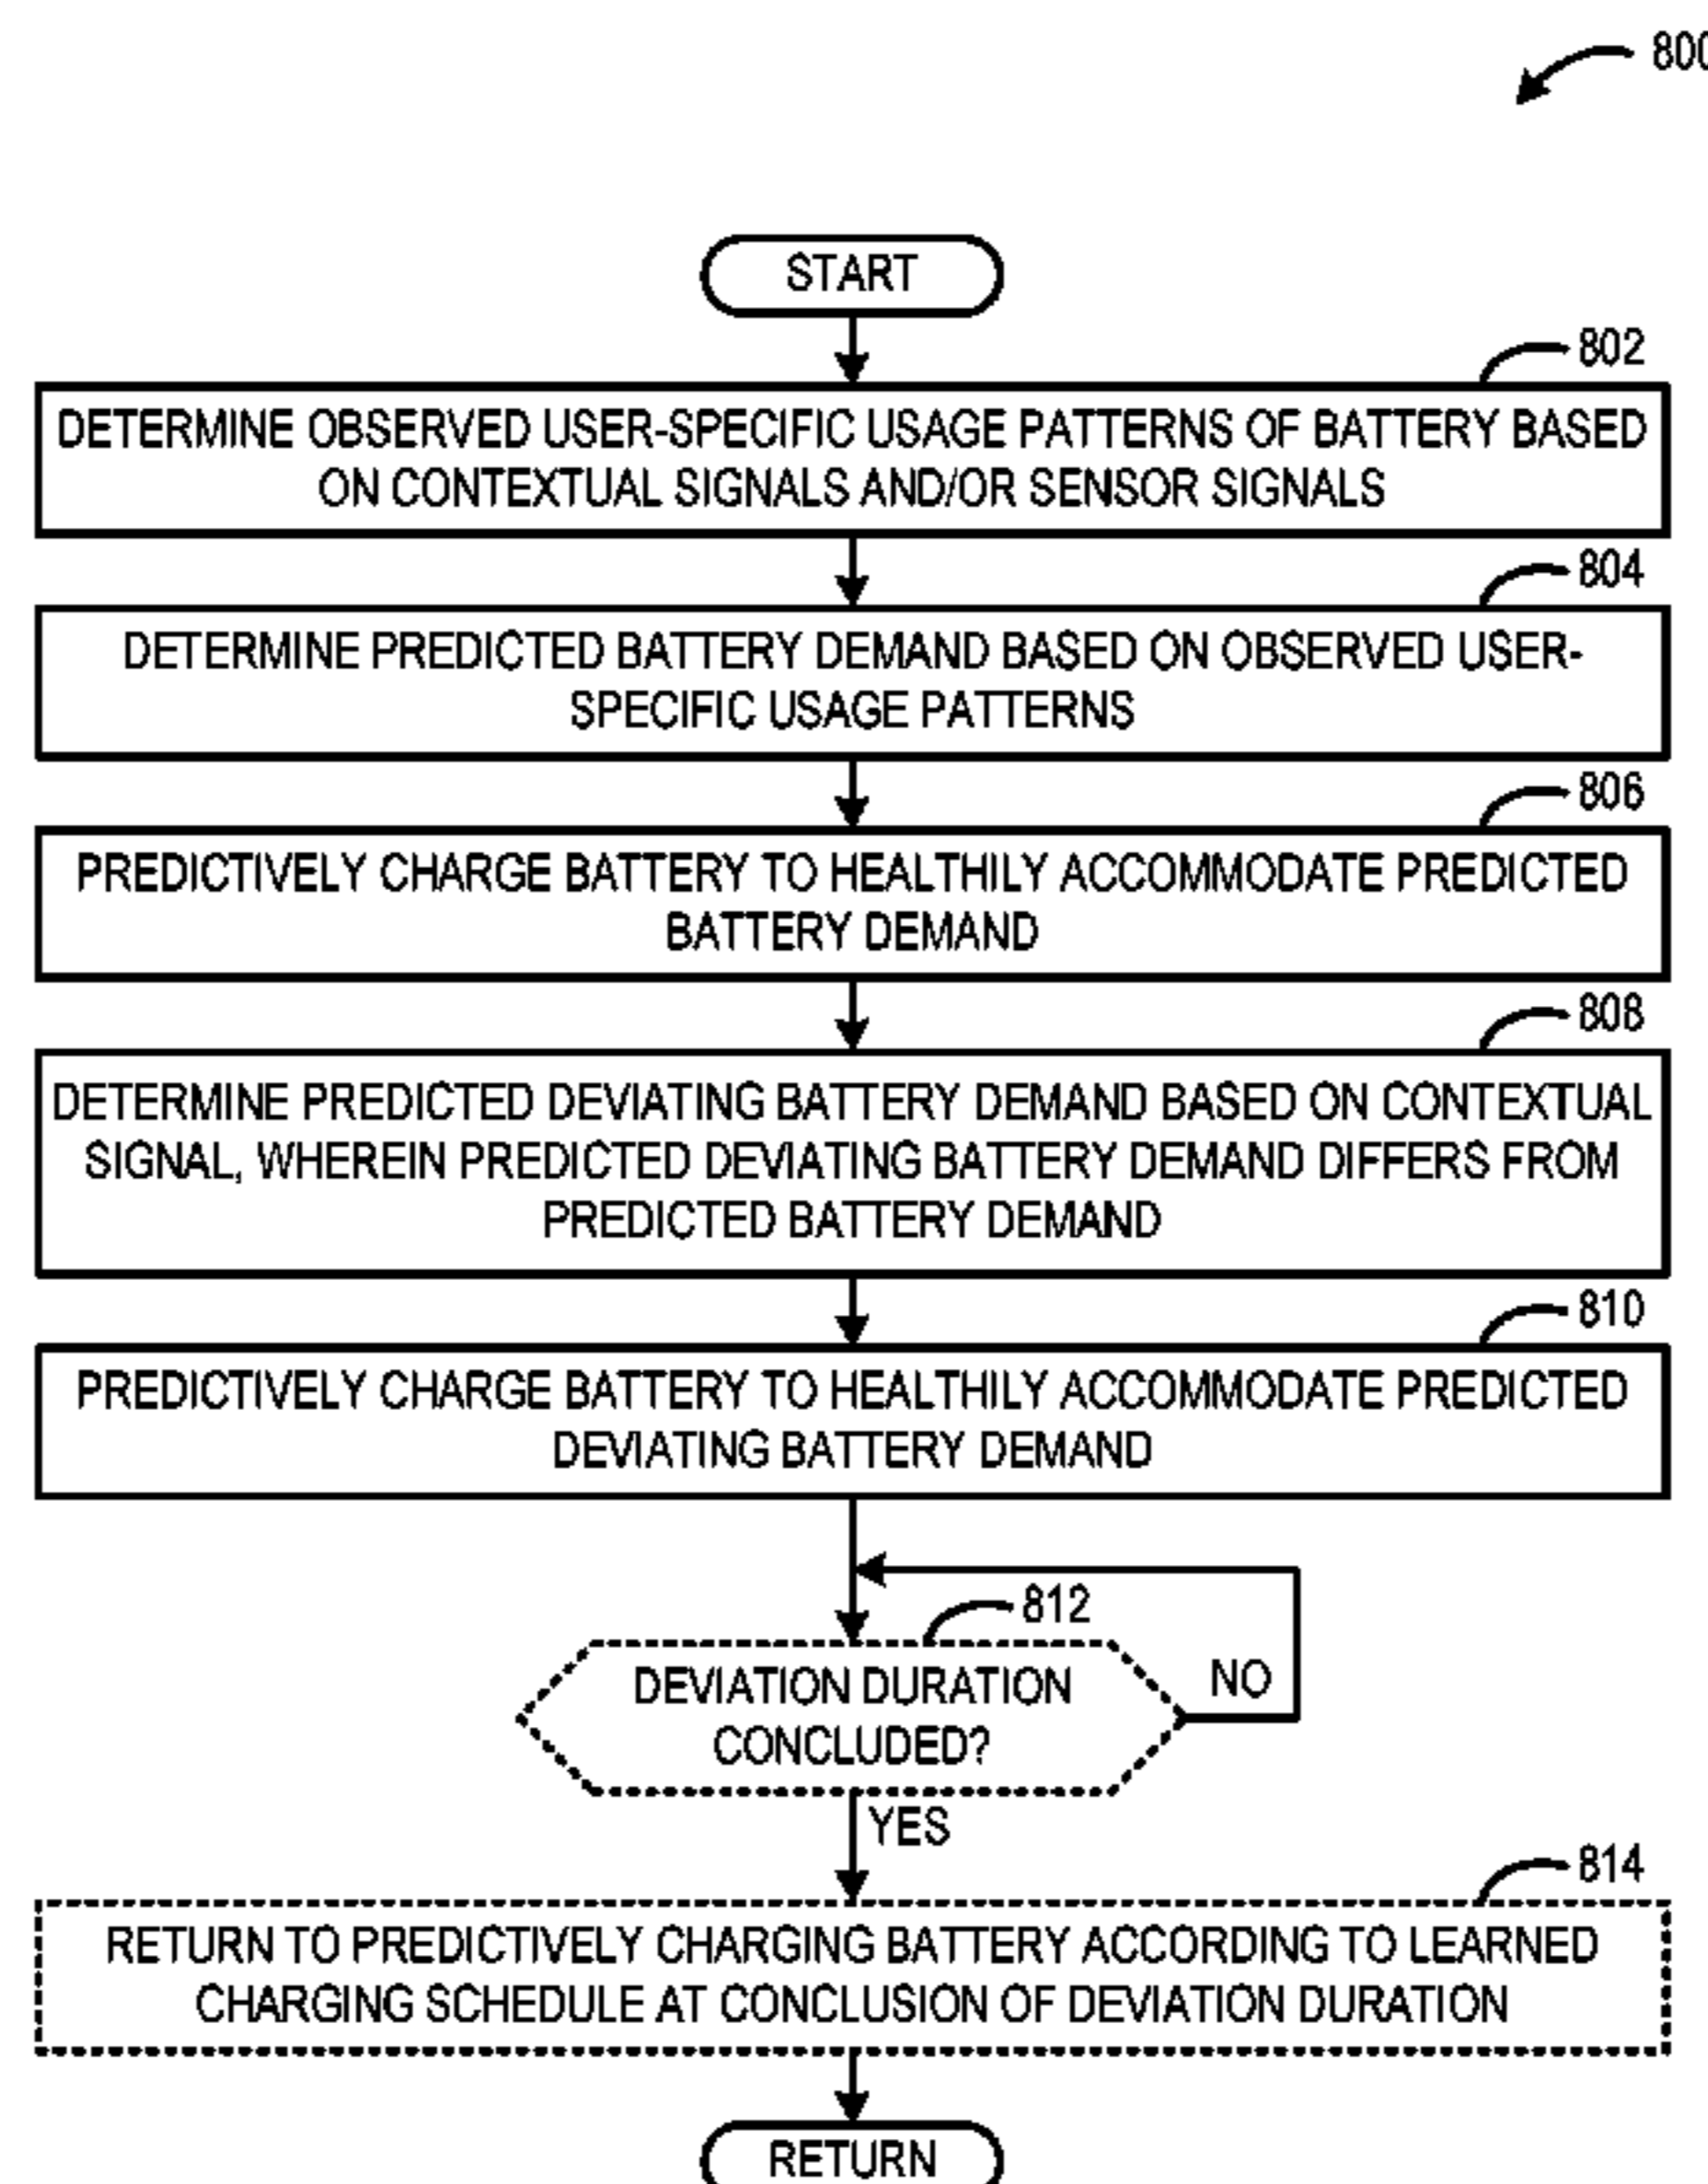 800
START
802
DETERMINE OBSERVED USER-SPECIFIC USAGE PATTERNS OF BATTERY BASED
ON CONTEXTUAL SIGNALS AND/OR SENSOR SIGNALS
804
DETERMINE PREDICTED BATTERY DEMAND BASED ON OBSERVED USER-
SPECIFIC USAGE PATTERNS
806
PREDICTIVELY CHARGE BATTERY TO HEALTHILY ACCOMMODATE PREDICTED
BATTERY DEMAND
808
DETERMINE PREDICTED DEVIATING BATTERY DEMAND BASED ON CONTEXTUAL
SIGNAL, WHEREIN PREDICTED DEVIATING BATTERY DEMAND DIFFERS FROM
PREDICTED BATTERY DEMAND
810
PREDICTIVELY CHARGE BATTERY TO HEALTHILY ACCOMMODATE PREDICTED
DEVIATING BATTERY DEMAND
812
DEVIATION DURATION
CONCLUDED?
NO
YES
814
RETURN TO PREDICTIVELY CHARGING BATTERY ACCORDING TO LEARNED
CHARGING SCHEDULE AT CONCLUSION OF DEVIATION DURATION
RETURN